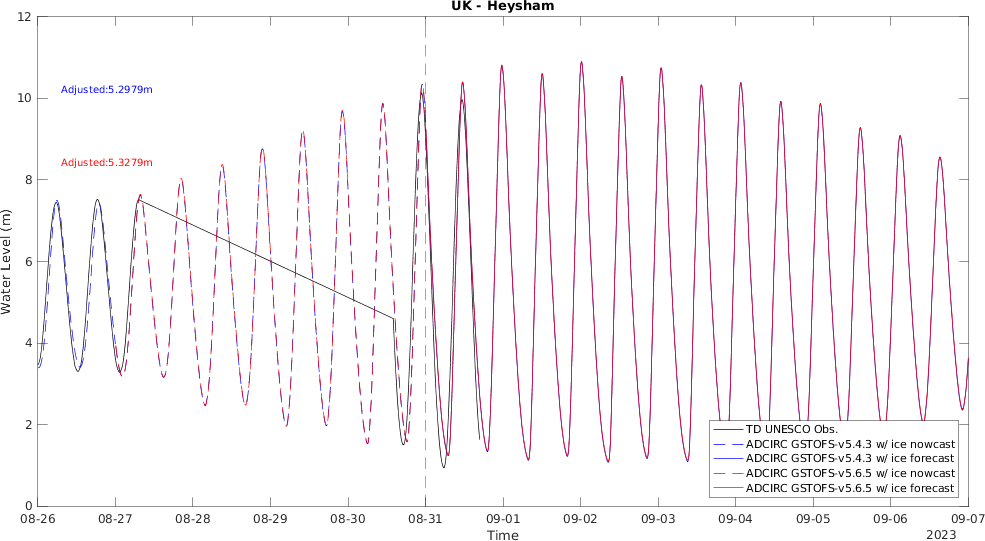 UK - Heysham
12
10
8
6
4
2
0
Water Level (m)
Adjusted:5.2979m
Adjusted:5.3279m
TD UNESCO Obs.
ADCIRC GSTOFS-v5.4.3 w/ ice nowcast
ADCIRC GSTOFS-v5.4.3 w/ ice forecast
ADCIRC GSTOFS-v5.6.5 w/ ice nowcast
ADCIRC GSTOFS-v5.6.5 w/ ice forecast
08-26 08-27 08-28 08-29 08-30 08-31 09-01 09-02 09-03 09-04 09-05 09-06 09-07
Time
2023